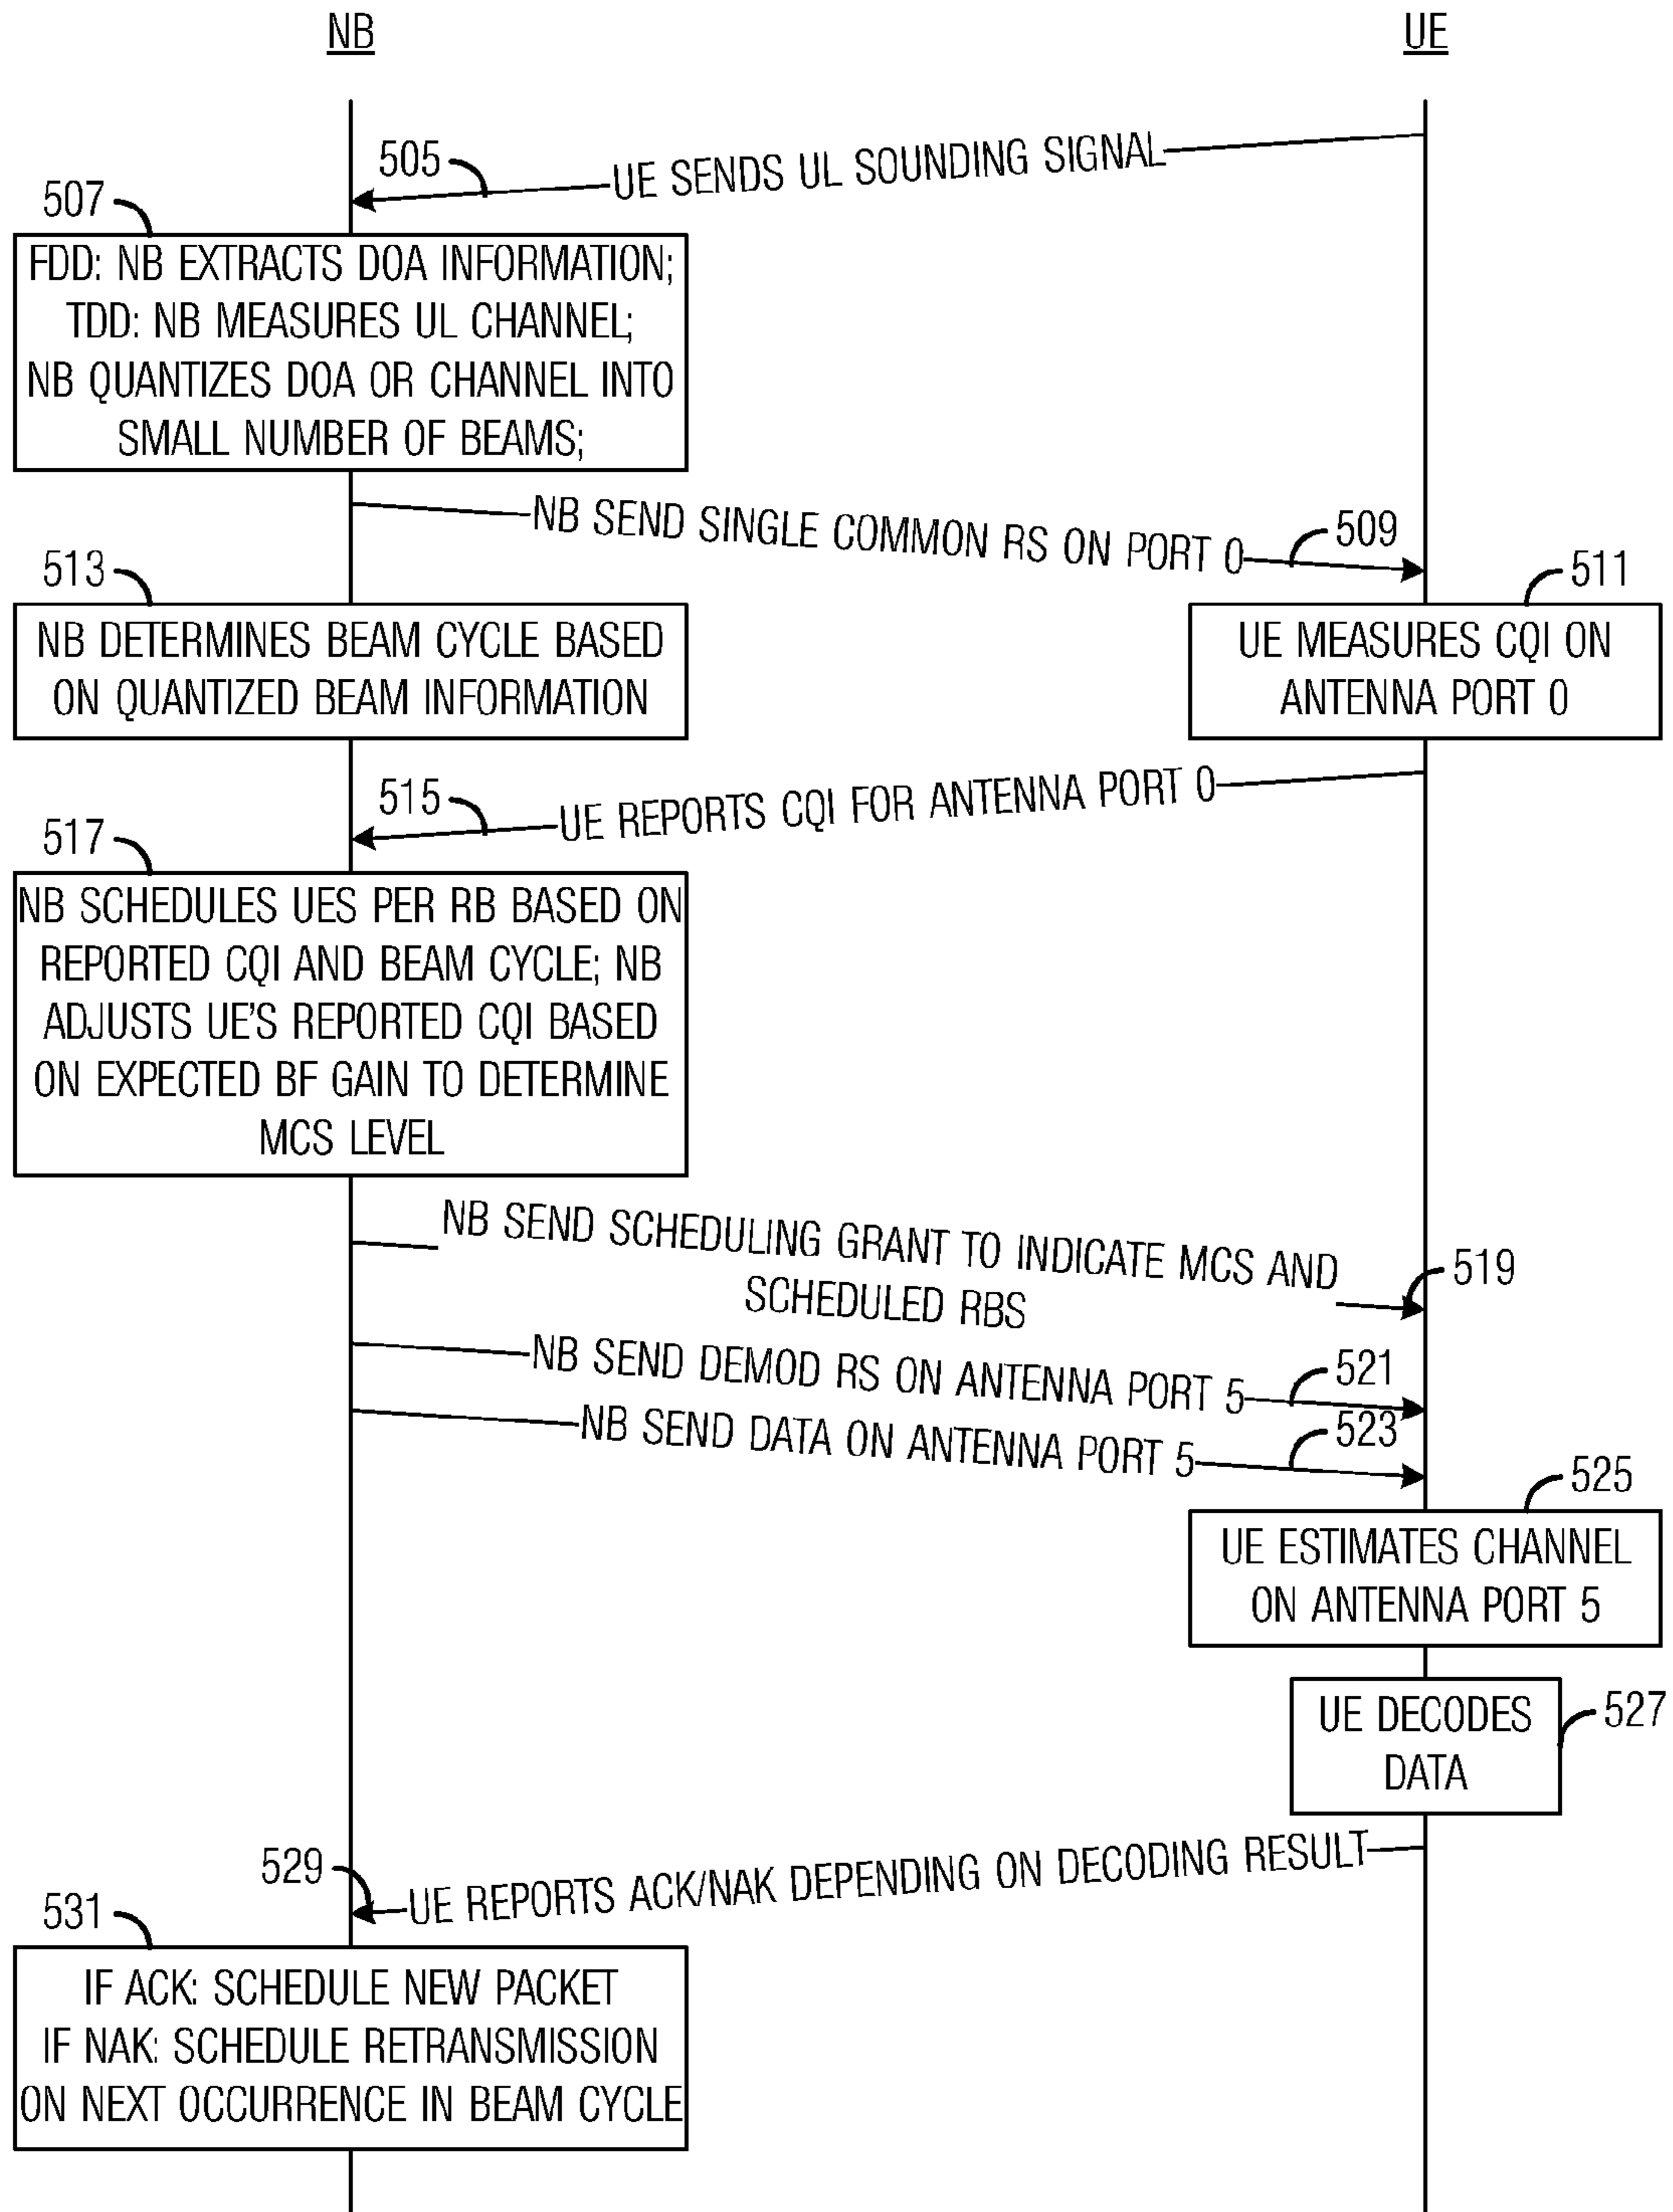 NB
UE
505
UE SENDS UL SOUNDING SIGNAL
507
FDD: NB EXTRACTS DOA INFORMATION;
TDD: NB MEASURES UL CHANNEL;
NB QUANTIZES DOA OR CHANNEL INTO
SMALL NUMBER OF BEAMS;
NB SEND SINGLE COMMON RS ON PORT 0
509
513
NB DETERMINES BEAM CYCLE BASED
ON QUANTIZED BEAM INFORMATION
511
UE MEASURES CQI ON
ANTENNA PORT 0
515
UE REPORTS CQI FOR ANTENNA PORT 0
517
NB SCHEDULES UES PER RB BASED ON
REPORTED CQI AND BEAM CYCLE; NB
ADJUSTS UE'S REPORTED CQI BASED
ON EXPECTED BF GAIN TO DETERMINE
MCS LEVEL
NB SEND SCHEDULING GRANT TO INDICATE MCS AND
SCHEDULED RBS
519
NB SEND DEMOD RS ON ANTENNA PORT 5
521
NB SEND DATA ON ANTENNA PORT 5
523
525
UE ESTIMATES CHANNEL
ON ANTENNA PORT 5
UE DECODES
DATA
527
529
UE REPORTS ACK/NAK DEPENDING ON DECODING RESULT
531
IF ACK: SCHEDULE NEW PACKET
IF NAK: SCHEDULE RETRANSMISSION
ON NEXT OCCURRENCE IN BEAM CYCLE